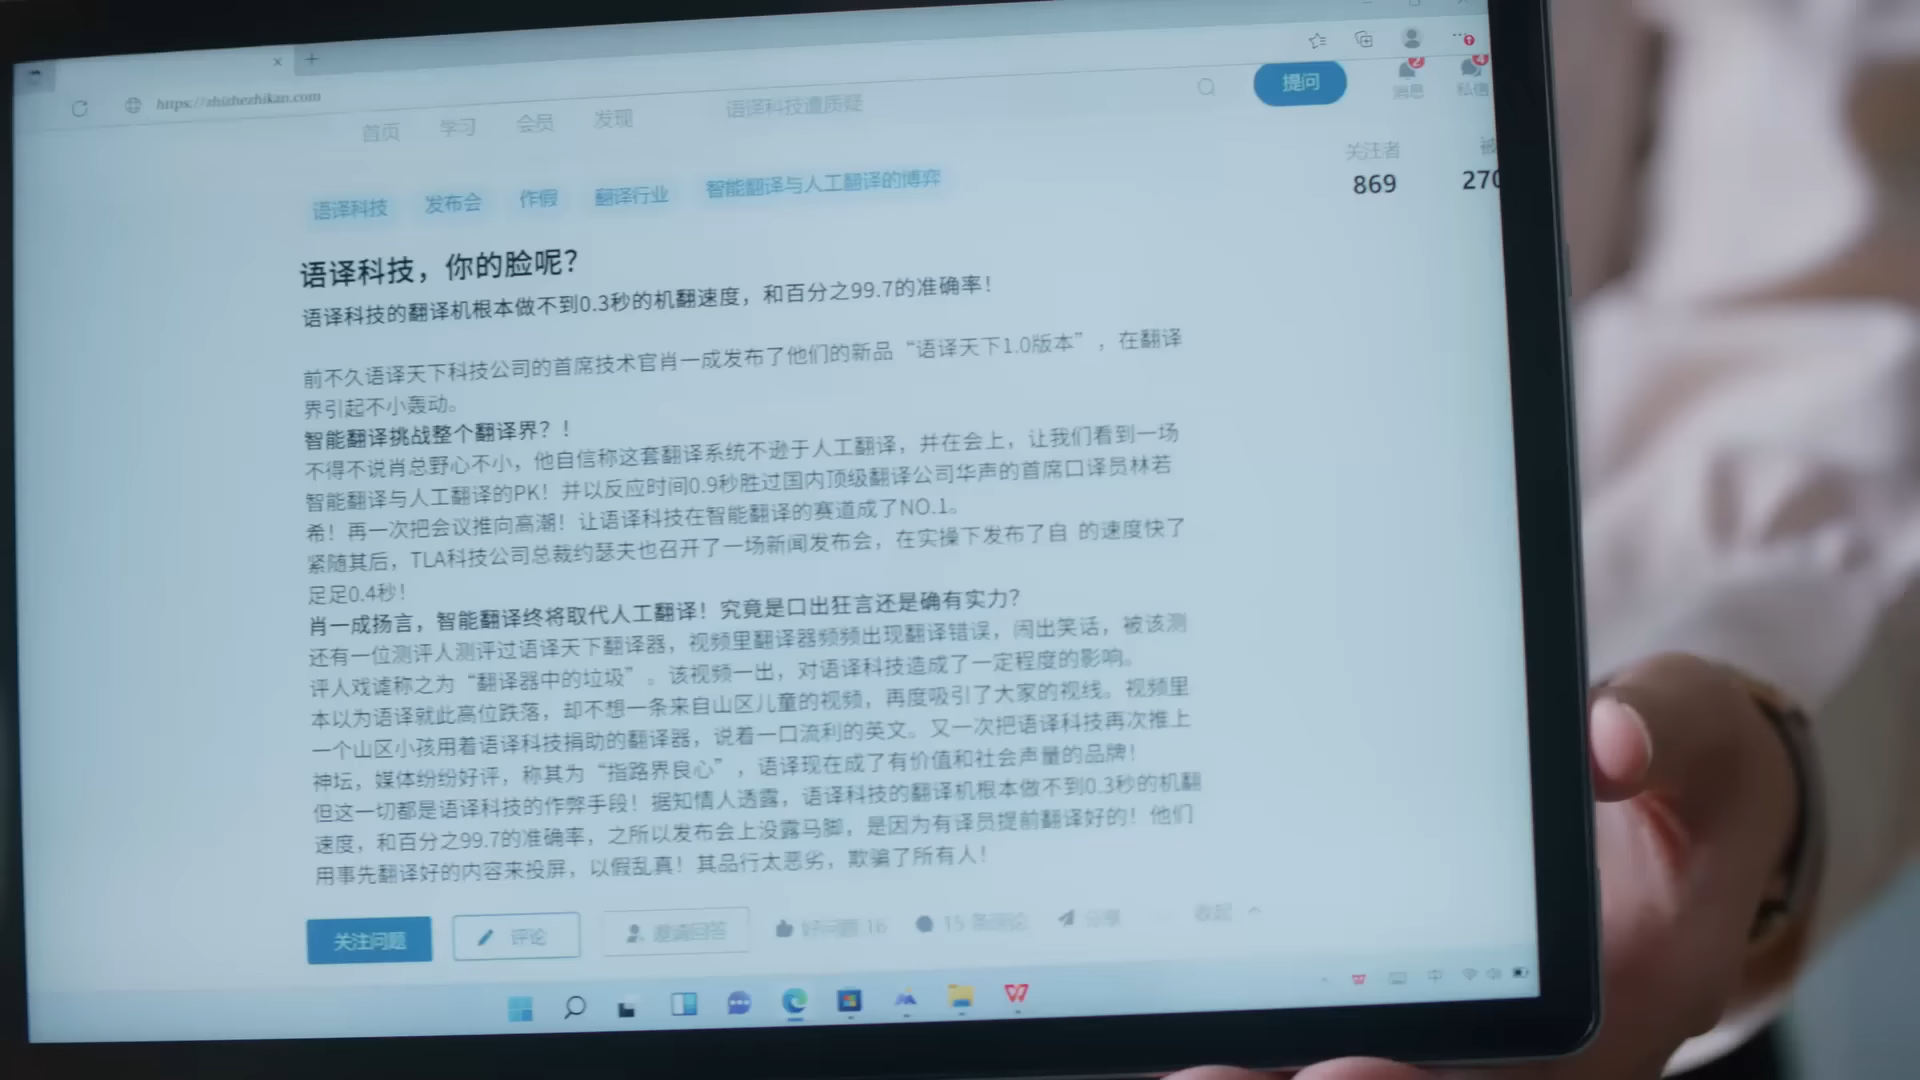 https://zhizhezhikan.com
首页 学习 会员 发现 语译科技遭质疑 提问 消息 2 私信 4
关注者 被
869 270
语译科技 发布会 作假 翻译行业 智能翻译与人工翻译的博弈
语译科技，你的脸呢？
语译科技的翻译机根本做不到0.3秒的机翻速度，和百分之99.7的准确率！
前不久语译天下科技公司的首席技术官肖一成发布了他们的新品“语译天下1.0版本”，在翻译
界引起不小轰动。
智能翻译挑战整个翻译界？！
不得不说肖总野心不小，他自信称这套翻译系统不逊于人工翻译，并在会上，让我们看到一场
智能翻译与人工翻译的PK！并以反应时间0.9秒胜过国内顶级翻译公司华声的首席口译员林若
希！再一次把会议推向高潮！让语译科技在智能翻译的赛道成了NO.1。
紧随其后，TLA科技公司总裁约瑟夫也召开了一场新闻发布会，在实操下发布了自 的速度快了
足足0.4秒！
肖一成扬言，智能翻译终将取代人工翻译！究竟是口出狂言还是确有实力？
还有一位测评人测评过语译天下翻译器，视频里翻译器频频出现翻译错误，闹出笑话，被该测
评人戏谑称之为“翻译器中的垃圾”。该视频一出，对语译科技造成了一定程度的影响。
本以为语译就此高位跌落，却不想一条来自山区儿童的视频，再度吸引了大家的视线。视频里
一个山区小孩用着语译科技捐助的翻译器，说着一口流利的英文。又一次把语译科技再次推上
神坛，媒体纷纷好评，称其为“指路界良心”，语译现在成了有价值和社会声量的品牌！
但这一切都是语译科技的作弊手段！据知情人透露，语译科技的翻译机根本做不到0.3秒的机翻
速度，和百分之99.7的准确率，之所以发布会上没露马脚，是因为有译员提前翻译好的！他们
用事先翻译好的内容来投屏，以假乱真！其品行太恶劣，欺骗了所有人！
关注问题 评论 邀请回答 好问题 16 15 条评论 分享 收起
中